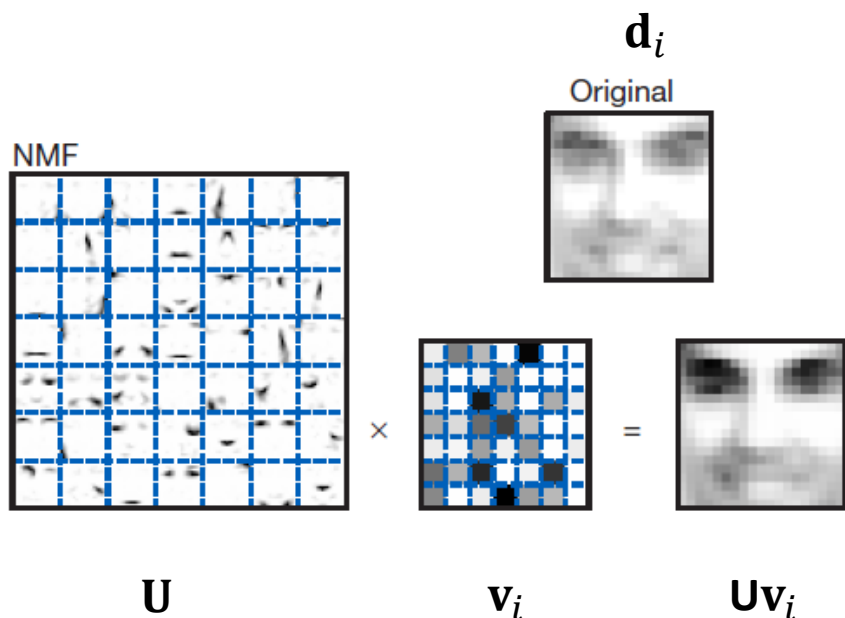 d_i
Original
NMF
× =
U v_i Uv_i